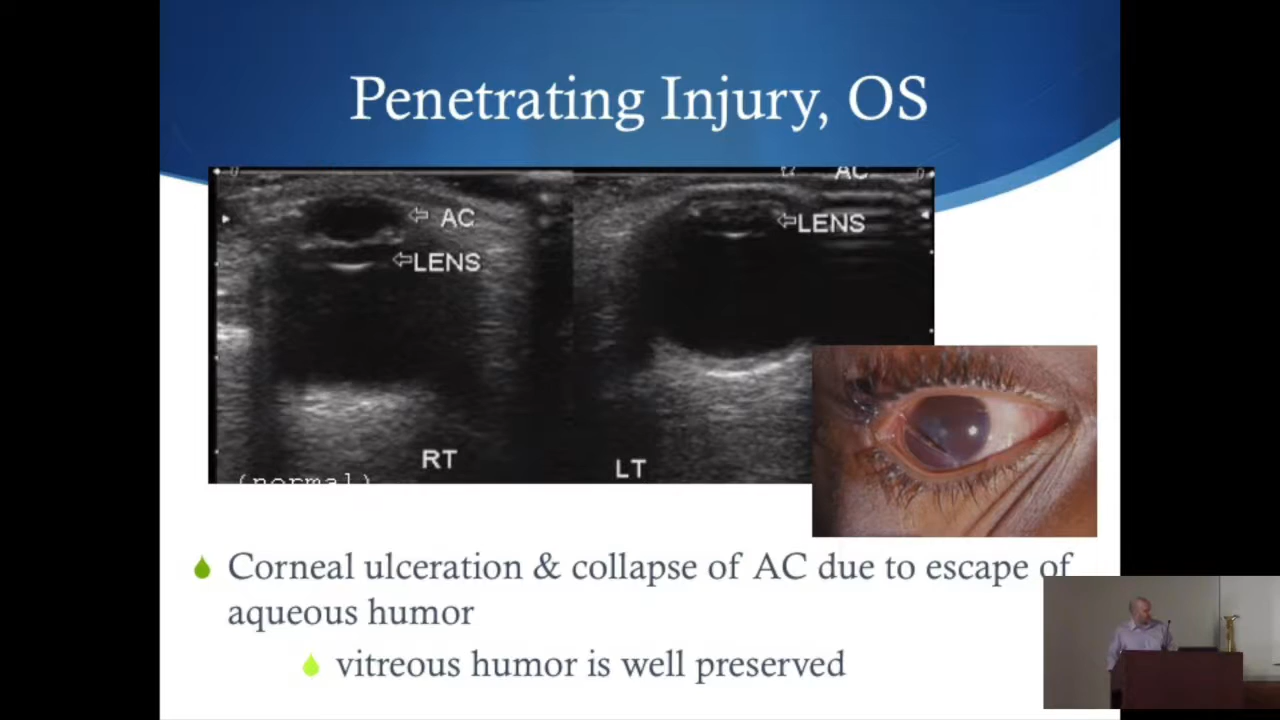 Penetrating Injury, OS
AC
AC
LENS
LENS
RT
LT
(normal)
Corneal ulceration & collapse of AC due to escape of
aqueous humor
vitreous humor is well preserved